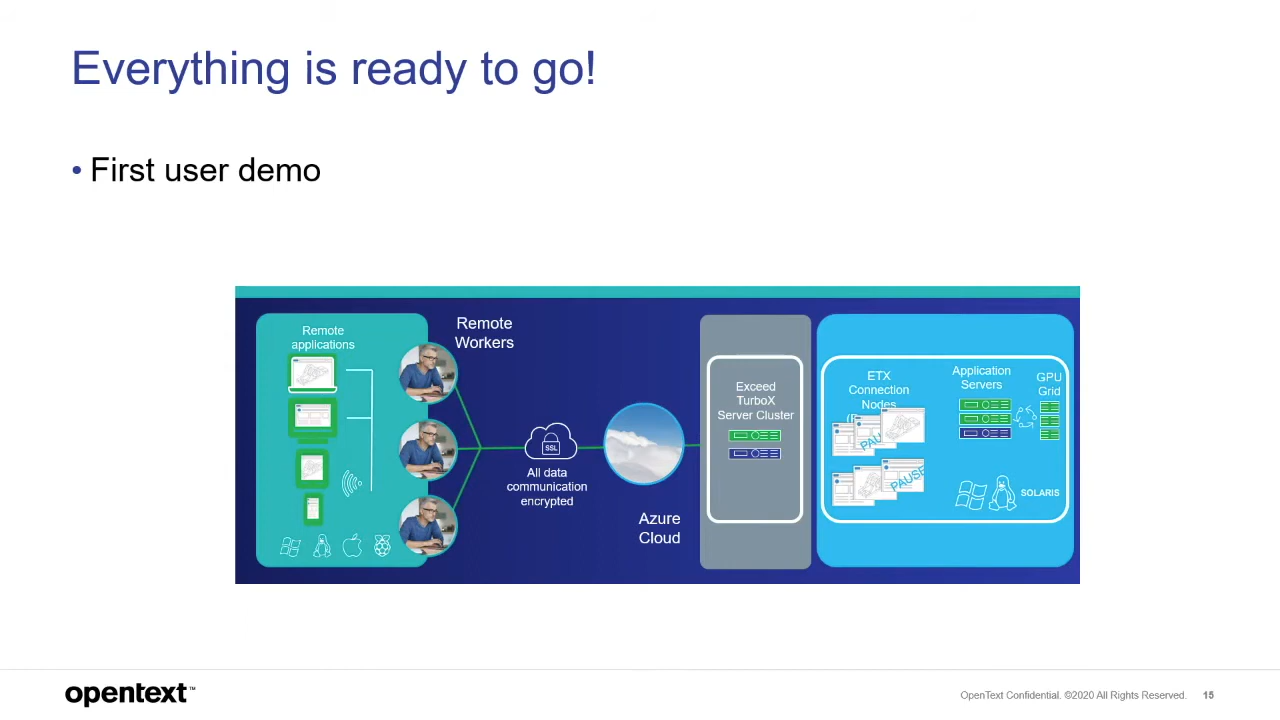 Everything is ready to go!
• First user demo
Remote
applications
Remote
Workers
SSL
All data
communication
encrypted
Azure
Cloud
Exceed
TurboX
Server Cluster
ETX
Connection
Nodes
PAU
PAUSE
Application
Servers
GPU
Grid
SOLARIS
opentext™
OpenText Confidential. ©2020 All Rights Reserved. 15